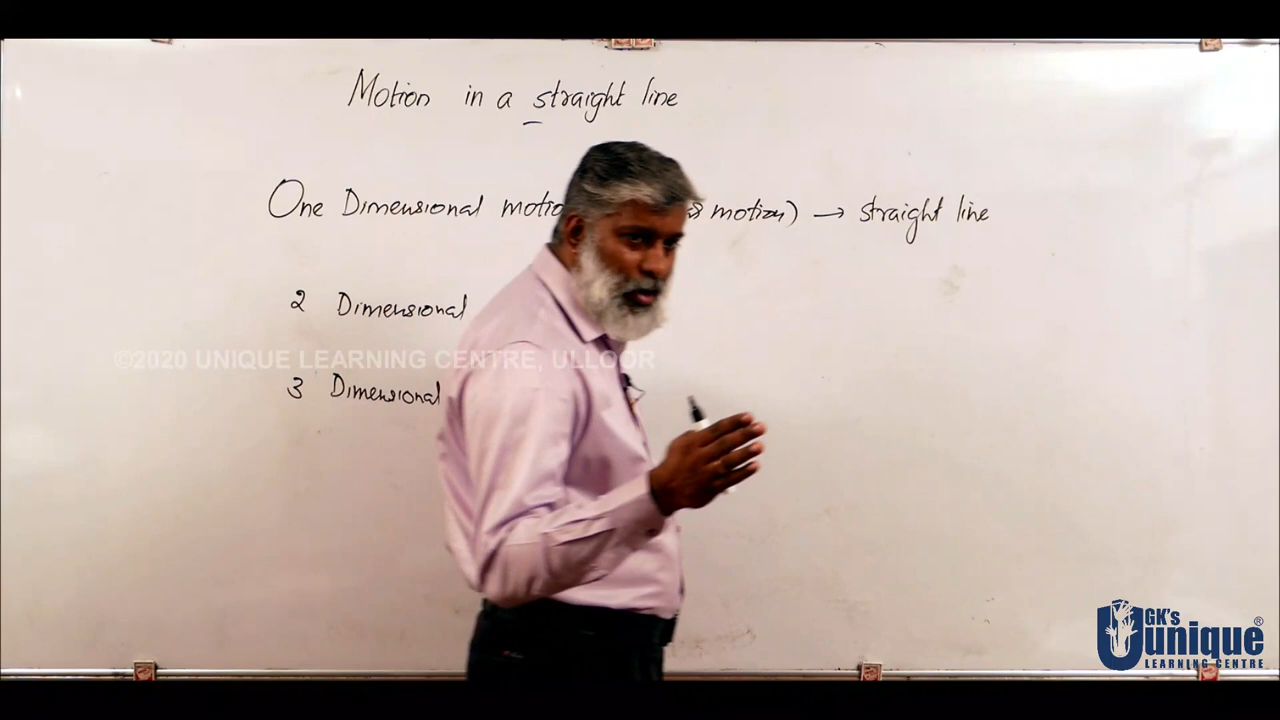 Motion in a straight line
One Dimensional motio motion) → straight line
2 Dimensional
©2020 UNIQUE LEARNING CENTRE, ULLOOR
3 Dimensional
GK's
Uunique®
LEARNING CENTRE